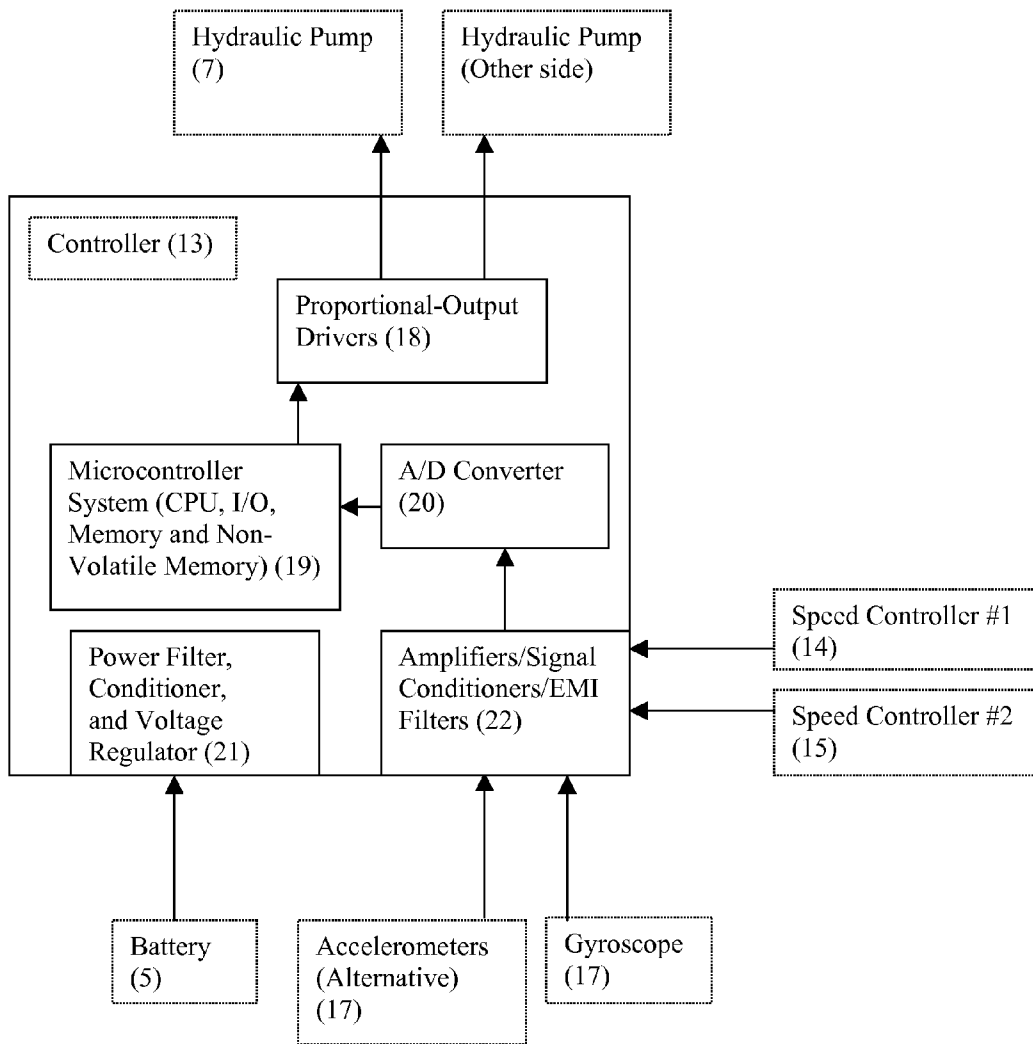 Hydraulic Pump
(7)
Hydraulic Pump
(Other side)
Controller (13)
Proportional-Output
Drivers (18)
Microcontroller
System (CPU, I/O,
Memory and Non-
Volatile Memory) (19)
A/D Converter
(20)
Power Filter,
Conditioner,
and Voltage
Regulator (21)
Amplifiers/Signal
Conditioners/EMI
Filters (22)
Speed Controller #1
(14)
Speed Controller #2
(15)
Battery
(5)
Accelerometers
(Alternative)
(17)
Gyroscope
(17)